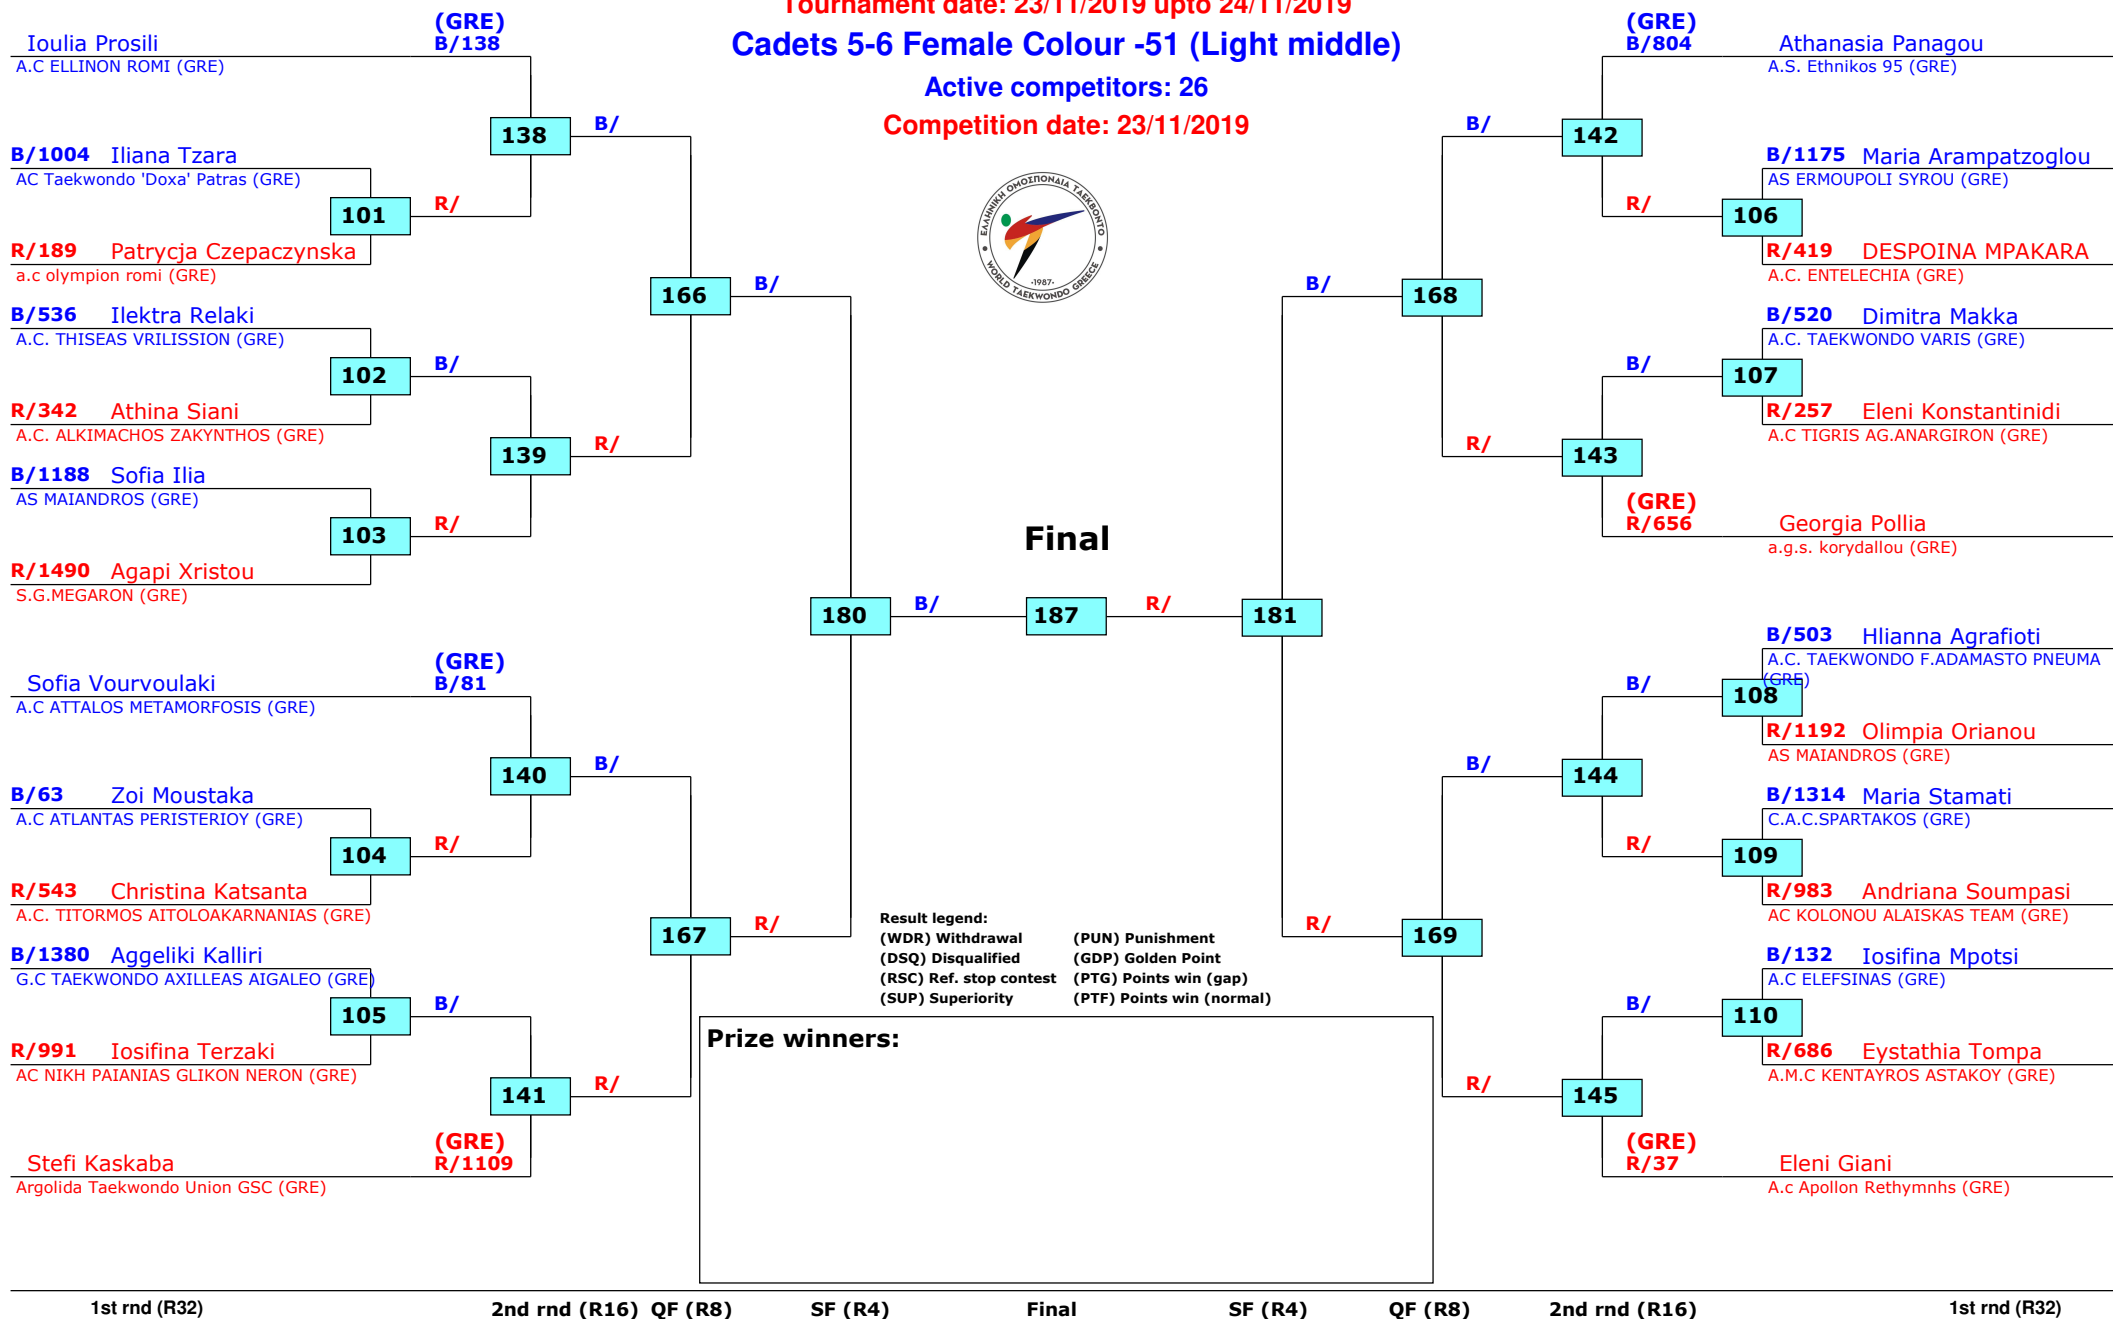 Tournament date: 23/11/2019 upto 24/11/2019
Cadets 5-6 Female Colour -51 (Light middle)
Active competitors: 26
Competition date: 23/11/2019
ΕΛΛΗΝΙΚΗ ΟΜΟΣΠΟΝΔΙΑ ΤΑΕΚΒΟΝΤΟ
·1987·
WORLD TAEKWONDO GREECE
(GRE)
Ioulia Prosili B/138
A.C ELLINON ROMI (GRE)
138
B/
B/1004 Iliana Tzara
AC Taekwondo 'Doxa' Patras (GRE)
101
R/
R/189 Patrycja Czepaczynska
a.c olympion romi (GRE)
166
B/
B/536 Ilektra Relaki
A.C. THISEAS VRILISSION (GRE)
102
B/
R/342 Athina Siani
A.C. ALKIMACHOS ZAKYNTHOS (GRE)
139
R/
B/1188 Sofia Ilia
AS MAIANDROS (GRE)
103
R/
R/1490 Agapi Xristou
S.G.MEGARON (GRE)
180
B/
(GRE)
Sofia Vourvoulaki B/81
A.C ATTALOS METAMORFOSIS (GRE)
140
B/
B/63 Zoi Moustaka
A.C ATLANTAS PERISTERIOY (GRE)
104
R/
R/543 Christina Katsanta
A.C. TITORMOS AITOLOAKARNANIAS (GRE)
167
R/
B/1380 Aggeliki Kalliri
G.C TAEKWONDO AXILLEAS AIGALEO (GRE)
105
B/
R/991 Iosifina Terzaki
AC NIKH PAIANIAS GLIKON NERON (GRE)
141
R/
(GRE)
Stefi Kaskaba R/1109
Argolida Taekwondo Union GSC (GRE)
Final
187
R/
181
(GRE)
B/804 Athanasia Panagou
A.S. Ethnikos 95 (GRE)
B/
142
B/1175 Maria Arampatzoglou
AS ERMOUPOLI SYROU (GRE)
R/
106
R/419 DESPOINA MPAKARA
A.C. ENTELECHIA (GRE)
B/
168
B/520 Dimitra Makka
A.C. TAEKWONDO VARIS (GRE)
B/
107
R/257 Eleni Konstantinidi
A.C TIGRIS AG.ANARGIRON (GRE)
R/
143
(GRE)
R/656 Georgia Pollia
a.g.s. korydallou (GRE)
B/503 Hlianna Agrafioti
A.C. TAEKWONDO F.ADAMASTO PNEUMA
(GRE)
B/
108
R/1192 Olimpia Orianou
AS MAIANDROS (GRE)
B/
144
B/1314 Maria Stamati
C.A.C.SPARTAKOS (GRE)
R/
109
R/983 Andriana Soumpasi
AC KOLONOU ALAISKAS TEAM (GRE)
R/
169
B/132 Iosifina Mpotsi
A.C ELEFSINAS (GRE)
B/
110
R/686 Eystathia Tompa
A.M.C KENTAYROS ASTAKOY (GRE)
R/
145
(GRE)
R/37 Eleni Giani
A.c Apollon Rethymnhs (GRE)
Result legend:
(WDR) Withdrawal (PUN) Punishment
(DSQ) Disqualified (GDP) Golden Point
(RSC) Ref. stop contest (PTG) Points win (gap)
(SUP) Superiority (PTF) Points win (normal)
Prize winners:
1st rnd (R32) 2nd rnd (R16) QF (R8) SF (R4) Final SF (R4) QF (R8) 2nd rnd (R16) 1st rnd (R32)